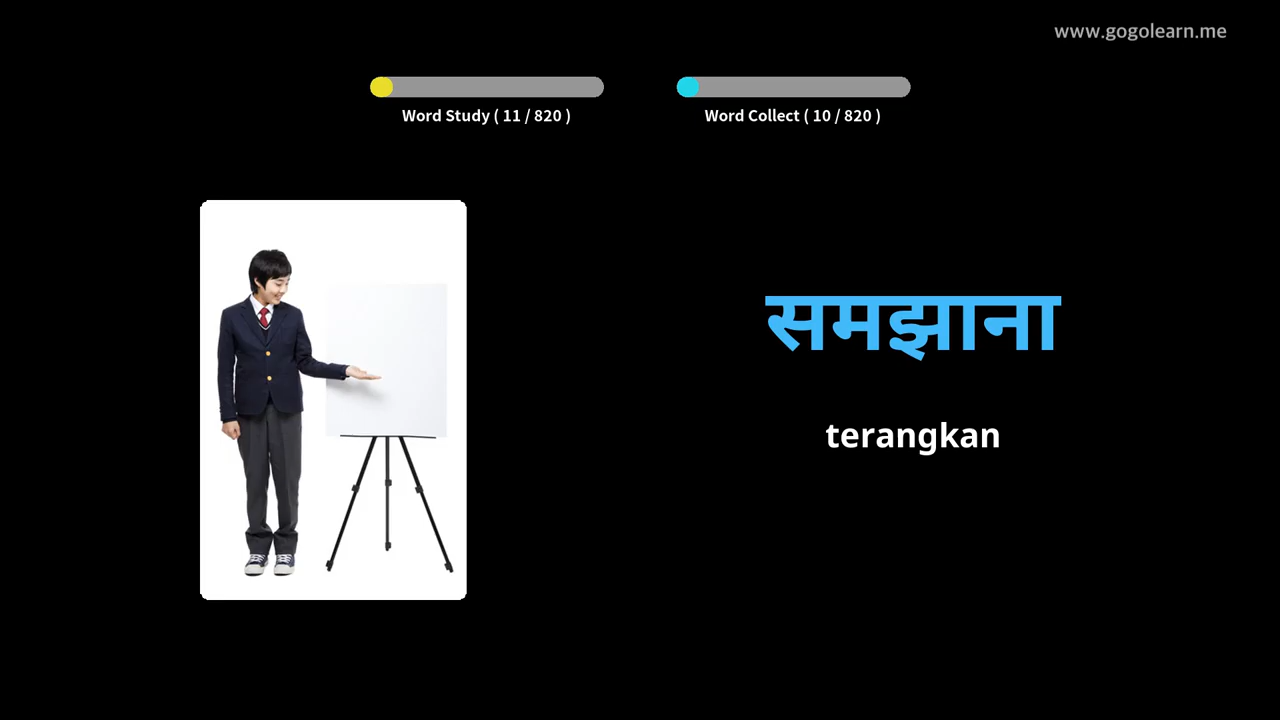 www.gogolearn.me
Word Study ( 11 / 820 )
Word Collect ( 10 / 820 )
समझाना
terangkan